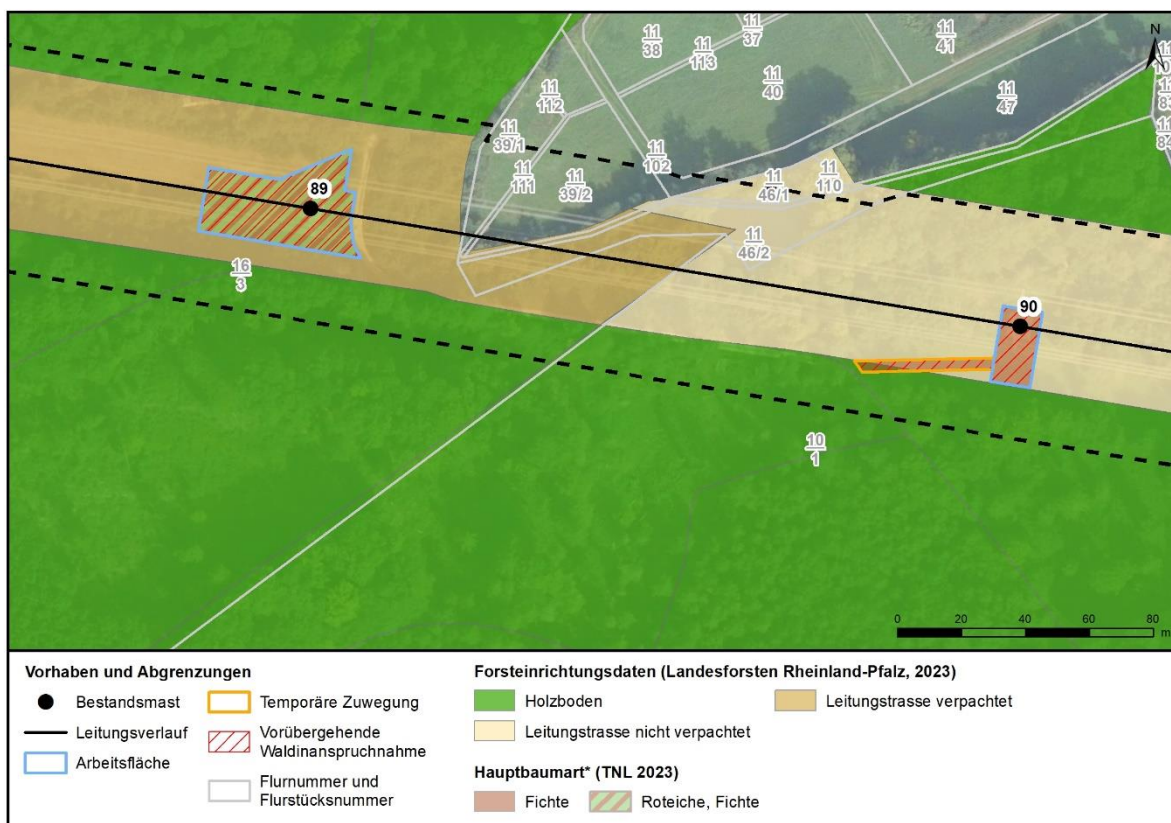 11
38
11
37
11
113
11
41
N
11
112
11
40
11
47
11
39/1
11
102
11
111
11
39/2
11
46/1
11
110
11
46/2
89
16
3
90
10
1
0 20 40 60 80
m
Vorhaben und Abgrenzungen
Bestandsmast
Leitungsverlauf
Arbeitsfläche
Temporäre Zuwegung
Vorübergehende
Waldinanspruchnahme
Flurnummer und
Flurstücksnummer
Forsteinrichtungsdaten (Landesforsten Rheinland-Pfalz, 2023)
Holzboden
Leitungstrasse verpachtet
Leitungstrasse nicht verpachtet
Hauptbaumart* (TNL 2023)
Fichte
Roteiche, Fichte